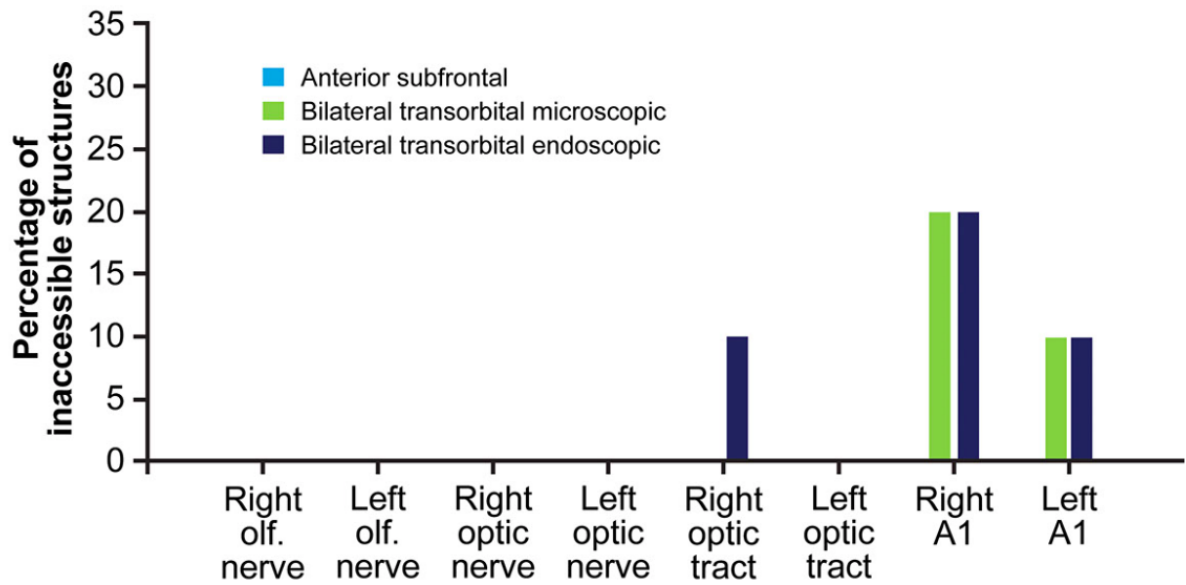 Percentage of
inaccessible structures
35
30
25
20
15
10
5
0
Anterior subfrontal
Bilateral transorbital microscopic
Bilateral transorbital endoscopic
Right
olf.
nerve
Left
olf.
nerve
Right
optic
nerve
Left
optic
nerve
Right
optic
tract
Left
optic
tract
Right
A1
Left
A1